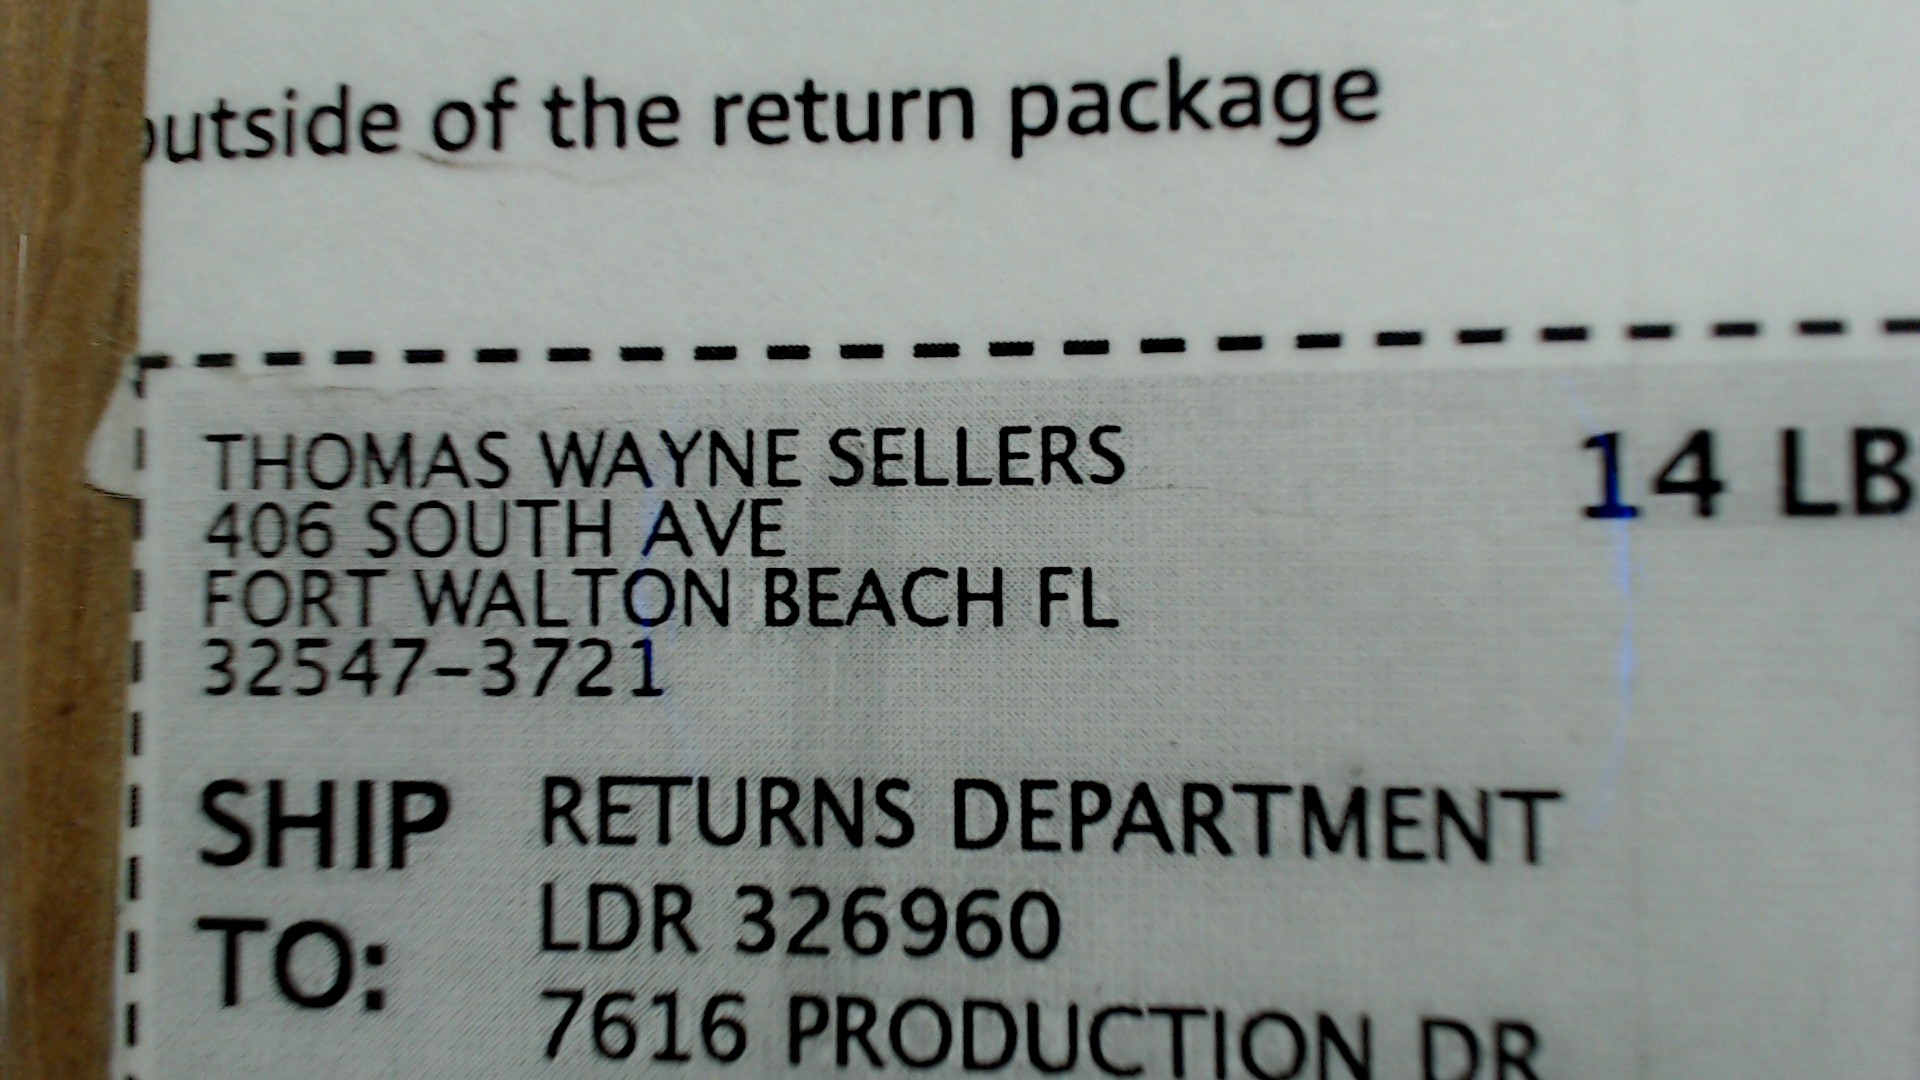 outside of the return package
THOMAS WAYNE SELLERS
14 LB
406 SOUTH AVE
FORT WALTON BEACH FL
32547-3721
SHIP
TO:
RETURNS DEPARTMENT
LDR 326960
7616 PRODUCTION DR